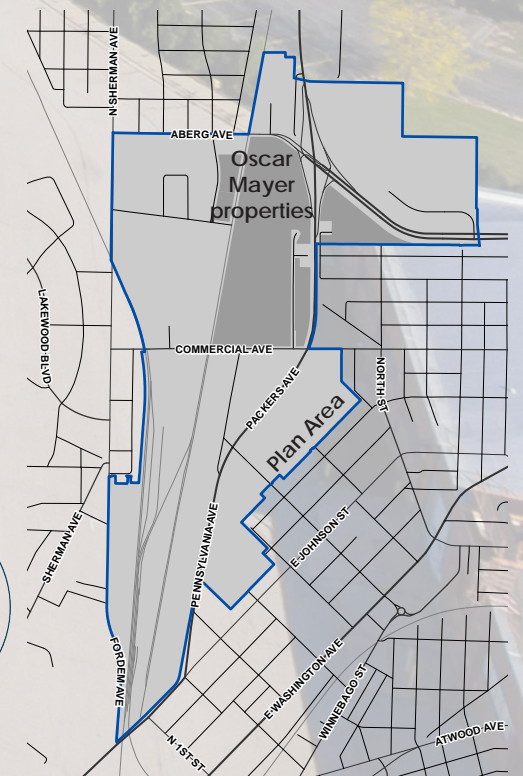 N SHERMAN AVE
ABERG AVE
Oscar
Mayer
properties
LAKEWOOD BLVD
COMMERCIAL AVE
NORTH ST
PACKERS AVE
Plan Area
SHERMAN AVE
PENNSYLVANIA AVE
E JOHNSON ST
FORDEM AVE
E WASHINGTON AVE
WINNEBAGO ST
N 1ST ST
ATWOOD AVE